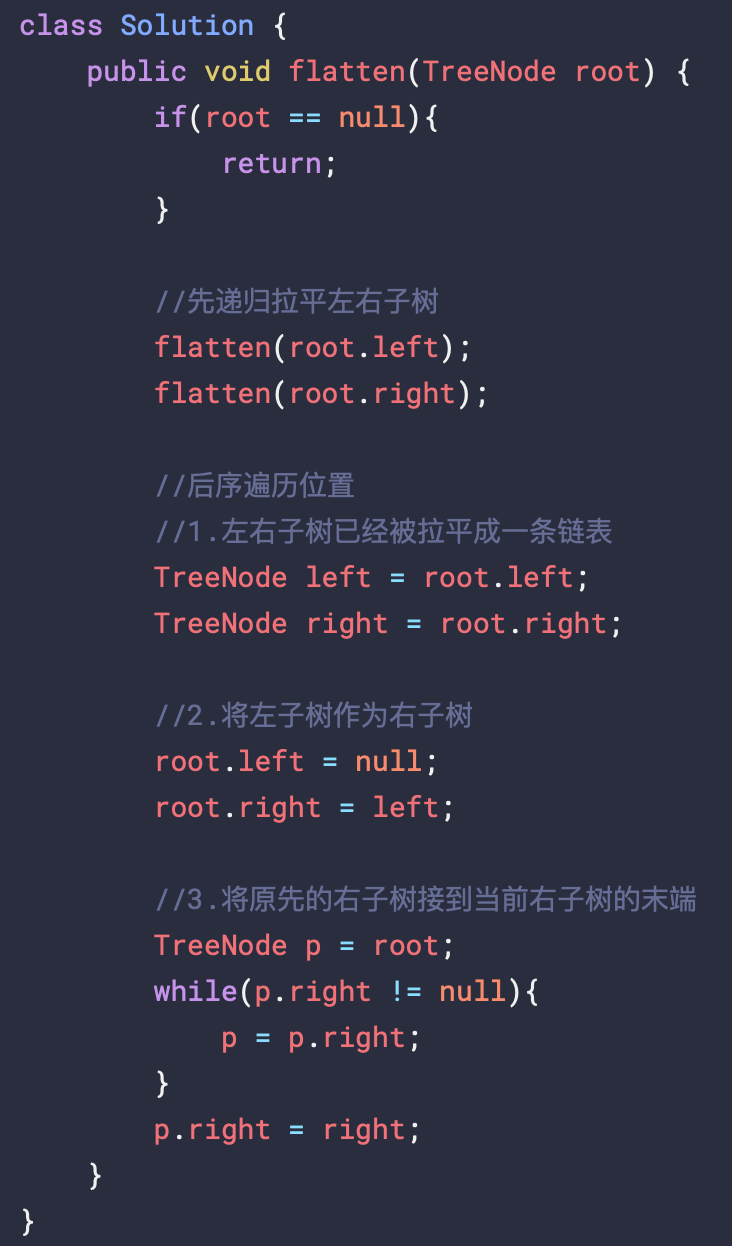 class Solution {
    public void flatten(TreeNode root) {
        if(root == null){
            return;
        }

        //先递归拉平左右子树
        flatten(root.left);
        flatten(root.right);

        //后序遍历位置
        //1.左右子树已经被拉平成一条链表
        TreeNode left = root.left;
        TreeNode right = root.right;

        //2.将左子树作为右子树
        root.left = null;
        root.right = left;

        //3.将原先的右子树接到当前右子树的末端
        TreeNode p = root;
        while(p.right != null){
            p = p.right;
        }
        p.right = right;
    }
}